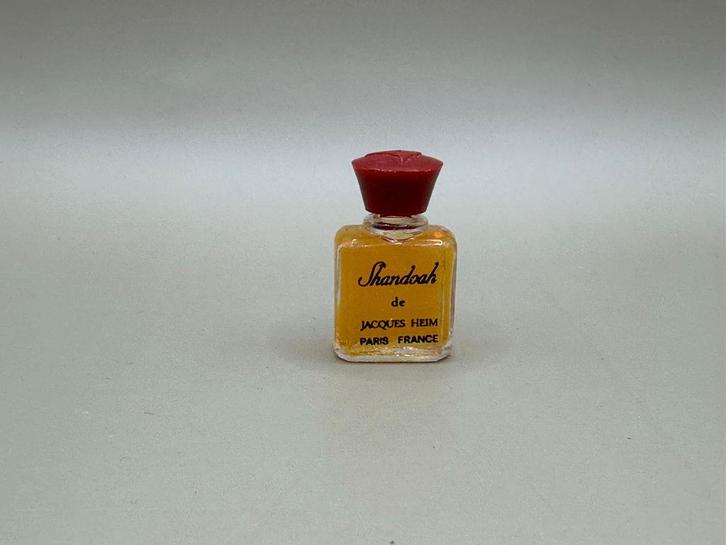 Shandoah
de
JACQUES HEIM
PARIS FRANCE